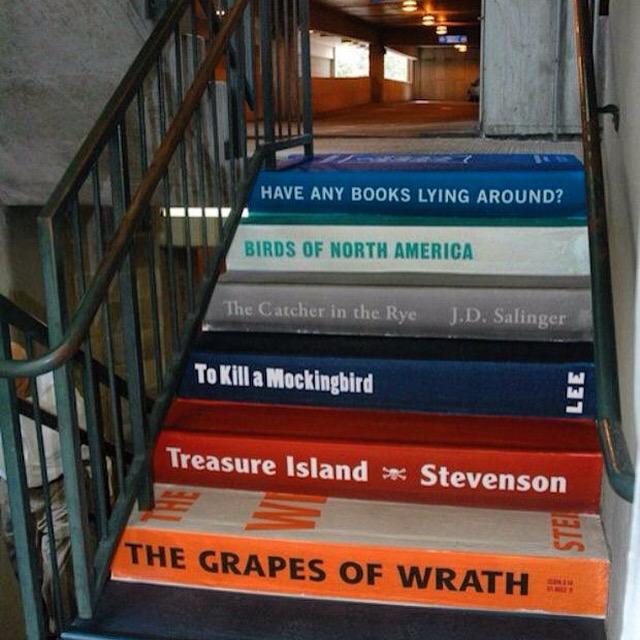 HAVE ANY BOOKS LYING AROUND?
BIRDS OF NORTH AMERICA
The Catcher in the Rye J.D. Salinger
To Kill a Mockingbird LEE
Treasure Island Stevenson
THE
STE
THE GRAPES OF WRATH